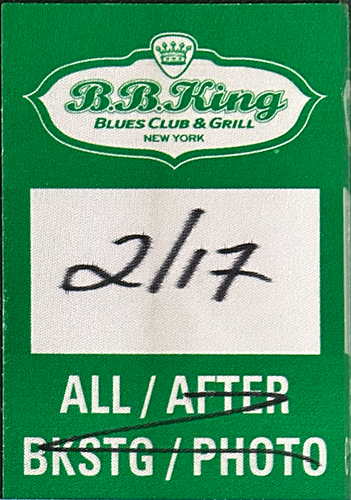 B.B. King
BLUES CLUB & GRILL
NEW YORK
2/17
ALL / AFTER
BKSTG / PHOTO